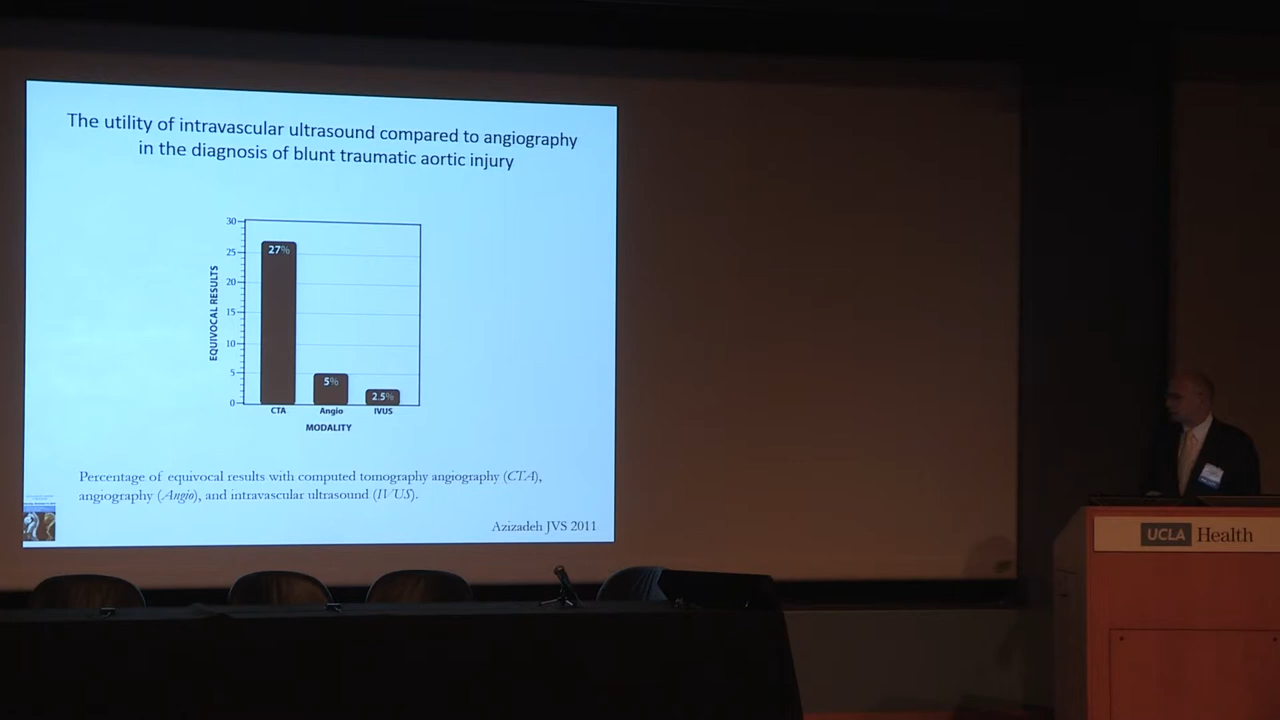 The utility of intravascular ultrasound compared to angiography
in the diagnosis of blunt traumatic aortic injury
30
25
20
15
10
5
0
EQUIVOCAL RESULTS
27%
5%
2.5%
CTA Angio IVUS
MODALITY
Percentage of equivocal results with computed tomography angiography (CTA),
angiography (Angio), and intravascular ultrasound (IVUS).
Azizadeh JVS 2011
UCLA Health